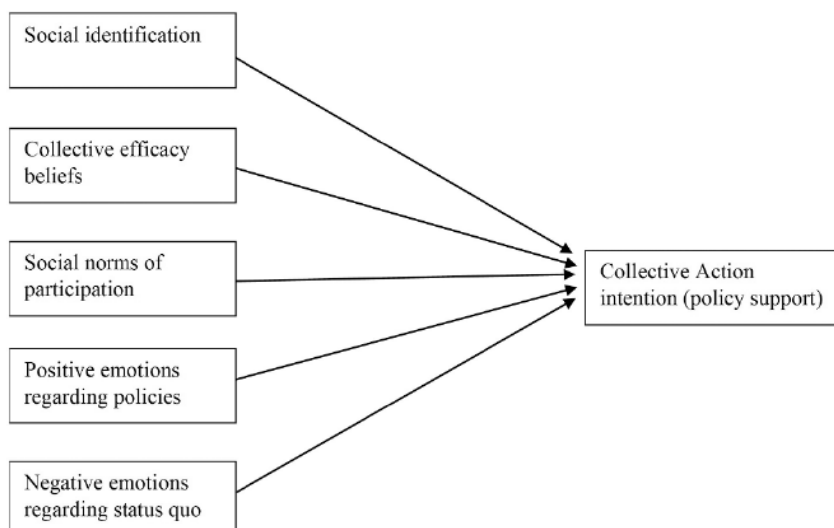 Social identification
Collective efficacy
beliefs
Social norms of
participation
Collective Action
intention (policy support)
Positive emotions
regarding policies
Negative emotions
regarding status quo